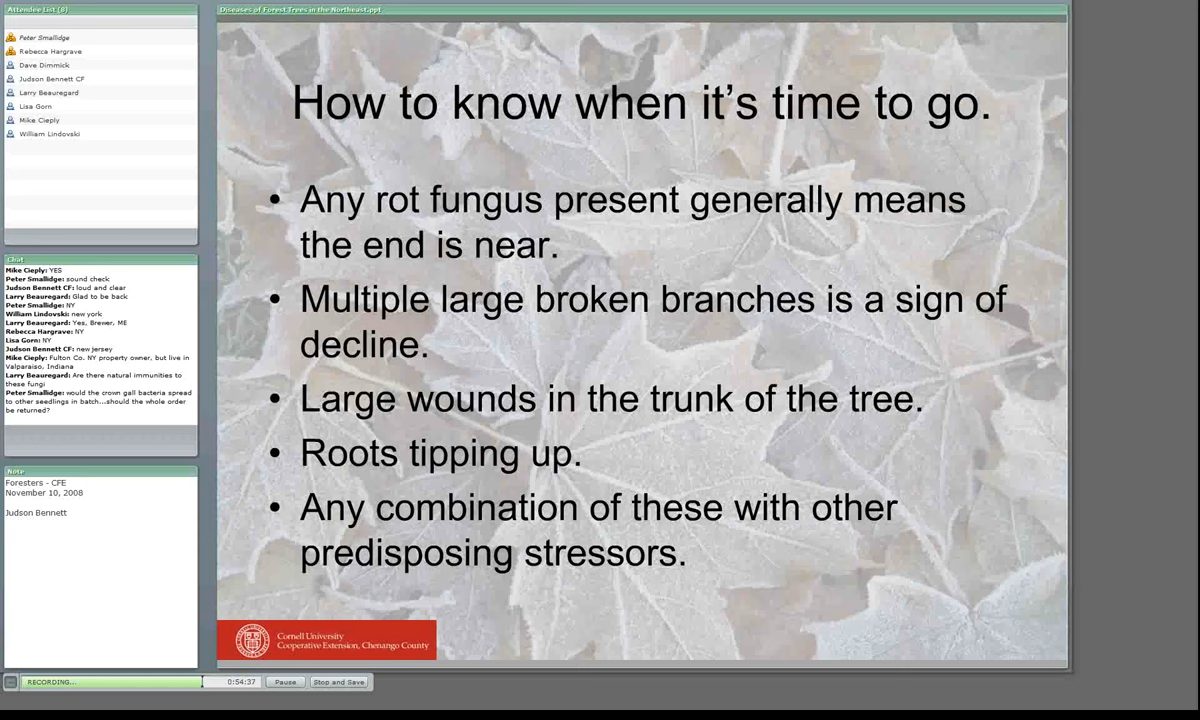 Attendee List (8)
Peter Smallidge
Rebecca Hargrave
Dave Dimmick
Judson Bennett CF
Larry Beauregard
Lisa Gorn
Mike Cieply
William Lindovski
Chat
Mike Cieply: YES
Peter Smallidge: sound check
Judson Bennett CF: loud and clear
Larry Beauregard: Glad to be back
Peter Smallidge: NY
William Lindovski: new york
Larry Beauregard: Yes, Brewer, ME
Rebecca Hargrave: NY
Lisa Gorn: NY
Judson Bennett CF: new jersey
Mike Cieply: Fulton Co. NY property owner, but live in
Valparaiso, Indiana
Larry Beauregard: Are there natural immunities to
these fungi
Peter Smallidge: would the crown gall bacteria spread
to other seedlings in batch...should the whole order
be returned?
Note
Foresters - CFE
November 10, 2008
Judson Bennett
Diseases of Forest Trees in the Northeast.ppt
How to know when it's time to go.
• Any rot fungus present generally means
the end is near.
• Multiple large broken branches is a sign of
decline.
• Large wounds in the trunk of the tree.
• Roots tipping up.
• Any combination of these with other
predisposing stressors.
Cornell University
Cooperative Extension, Chenango County
RECORDING...
0:54:37
Pause
Stop and Save